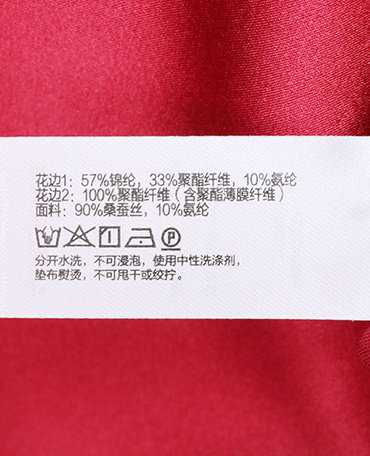 花边1：57%锦纶，33%聚酯纤维，10%氨纶
花边2：100%聚酯纤维（含聚酯薄膜纤维）
面料：90%桑蚕丝，10%氨纶
P
分开水洗，不可浸泡，使用中性洗涤剂，
垫布熨烫，不可甩干或绞拧。